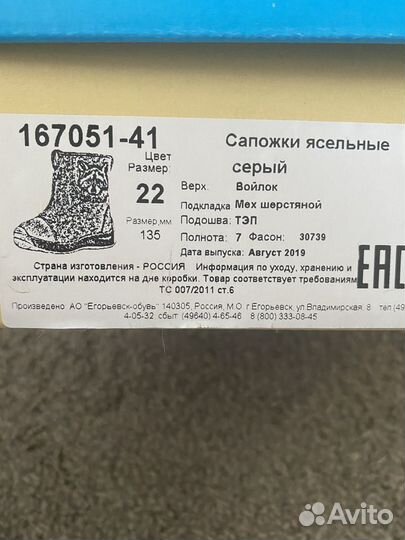 167051-41 Сапожки ясельные
Цвет серый
Размер: 22
Верх. Войлок
Подкладка Мех шерстяной
Размер,мм 135
Подошва: ТЭП
Полнота: 7 Фасон: 30739
Дата выпуска: Август 2019
ЕАС
Страна изготовления - РОССИЯ Информация по уходу, хранению и
эксплуатации находится на дне коробки. Товар соответствует требованиям
ТС 007/2011 ст.6
Произведено АО "Егорьевск-обувь" 140305, Россия, М.О. г Егорьевск, ул.Владимирская, 8 тел (49
4-05-32 сбыт (49640) 4-65-46 8 (800) 333-08-45
Avito